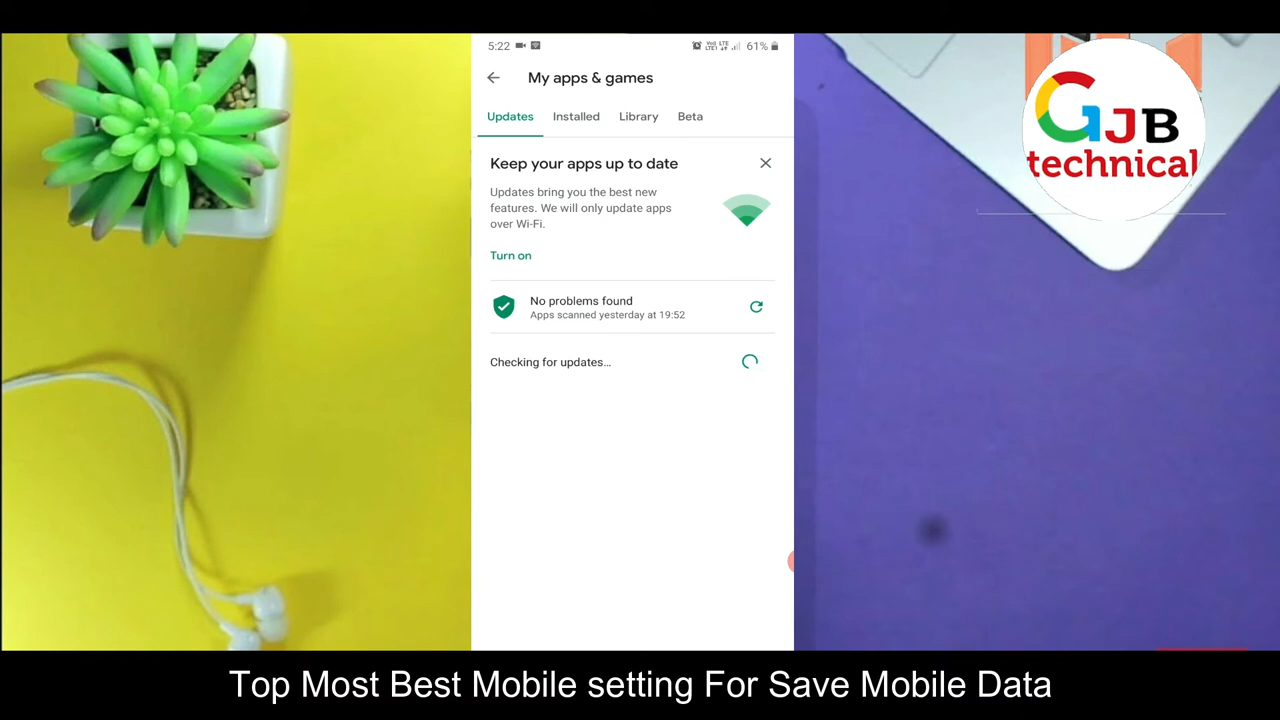 5:22
61%
My apps & games
Updates Installed Library Beta
Keep your apps up to date
Updates bring you the best new
features. We will only update apps
over Wi-Fi.
Turn on
No problems found
Apps scanned yesterday at 19:52
Checking for updates...
GJB
technical
Top Most Best Mobile setting For Save Mobile Data